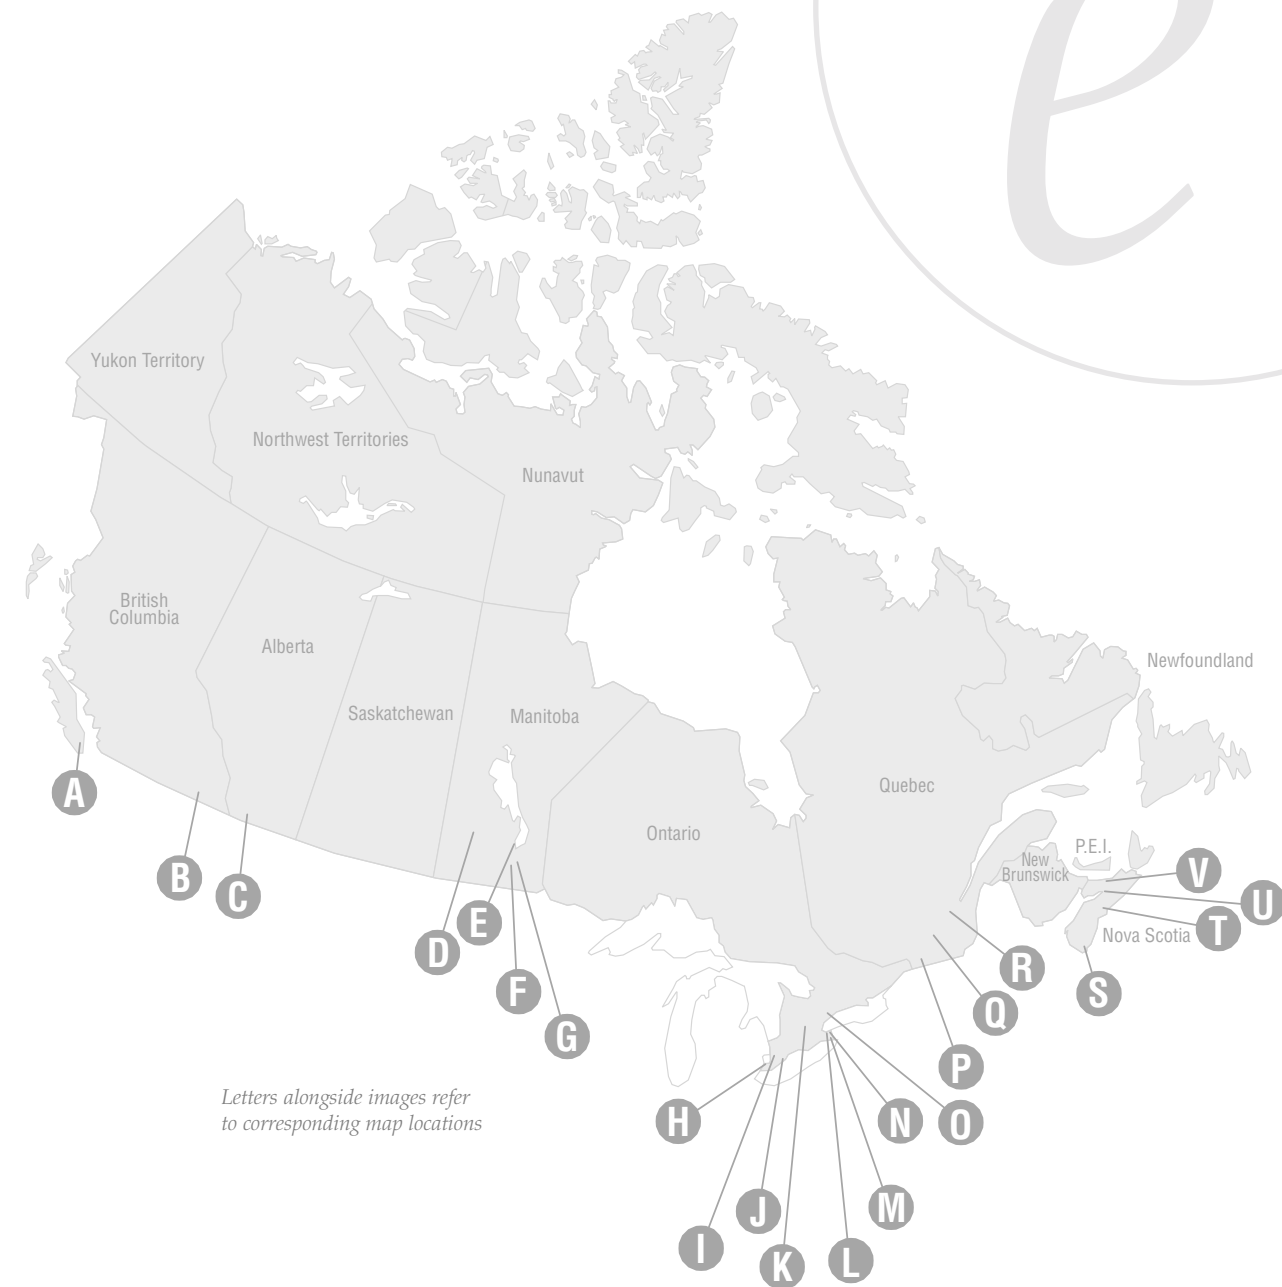 e
Yukon Territory
Northwest Territories
Nunavut
British
Columbia
Alberta
Newfoundland
Saskatchewan
Manitoba
Quebec
Ontario
P.E.I.
New
Brunswick
Nova Scotia
A
B
C
D
E
F
G
H
I
J
K
L
M
N
O
P
Q
R
S
T
U
V
Letters alongside images refer
to corresponding map locations